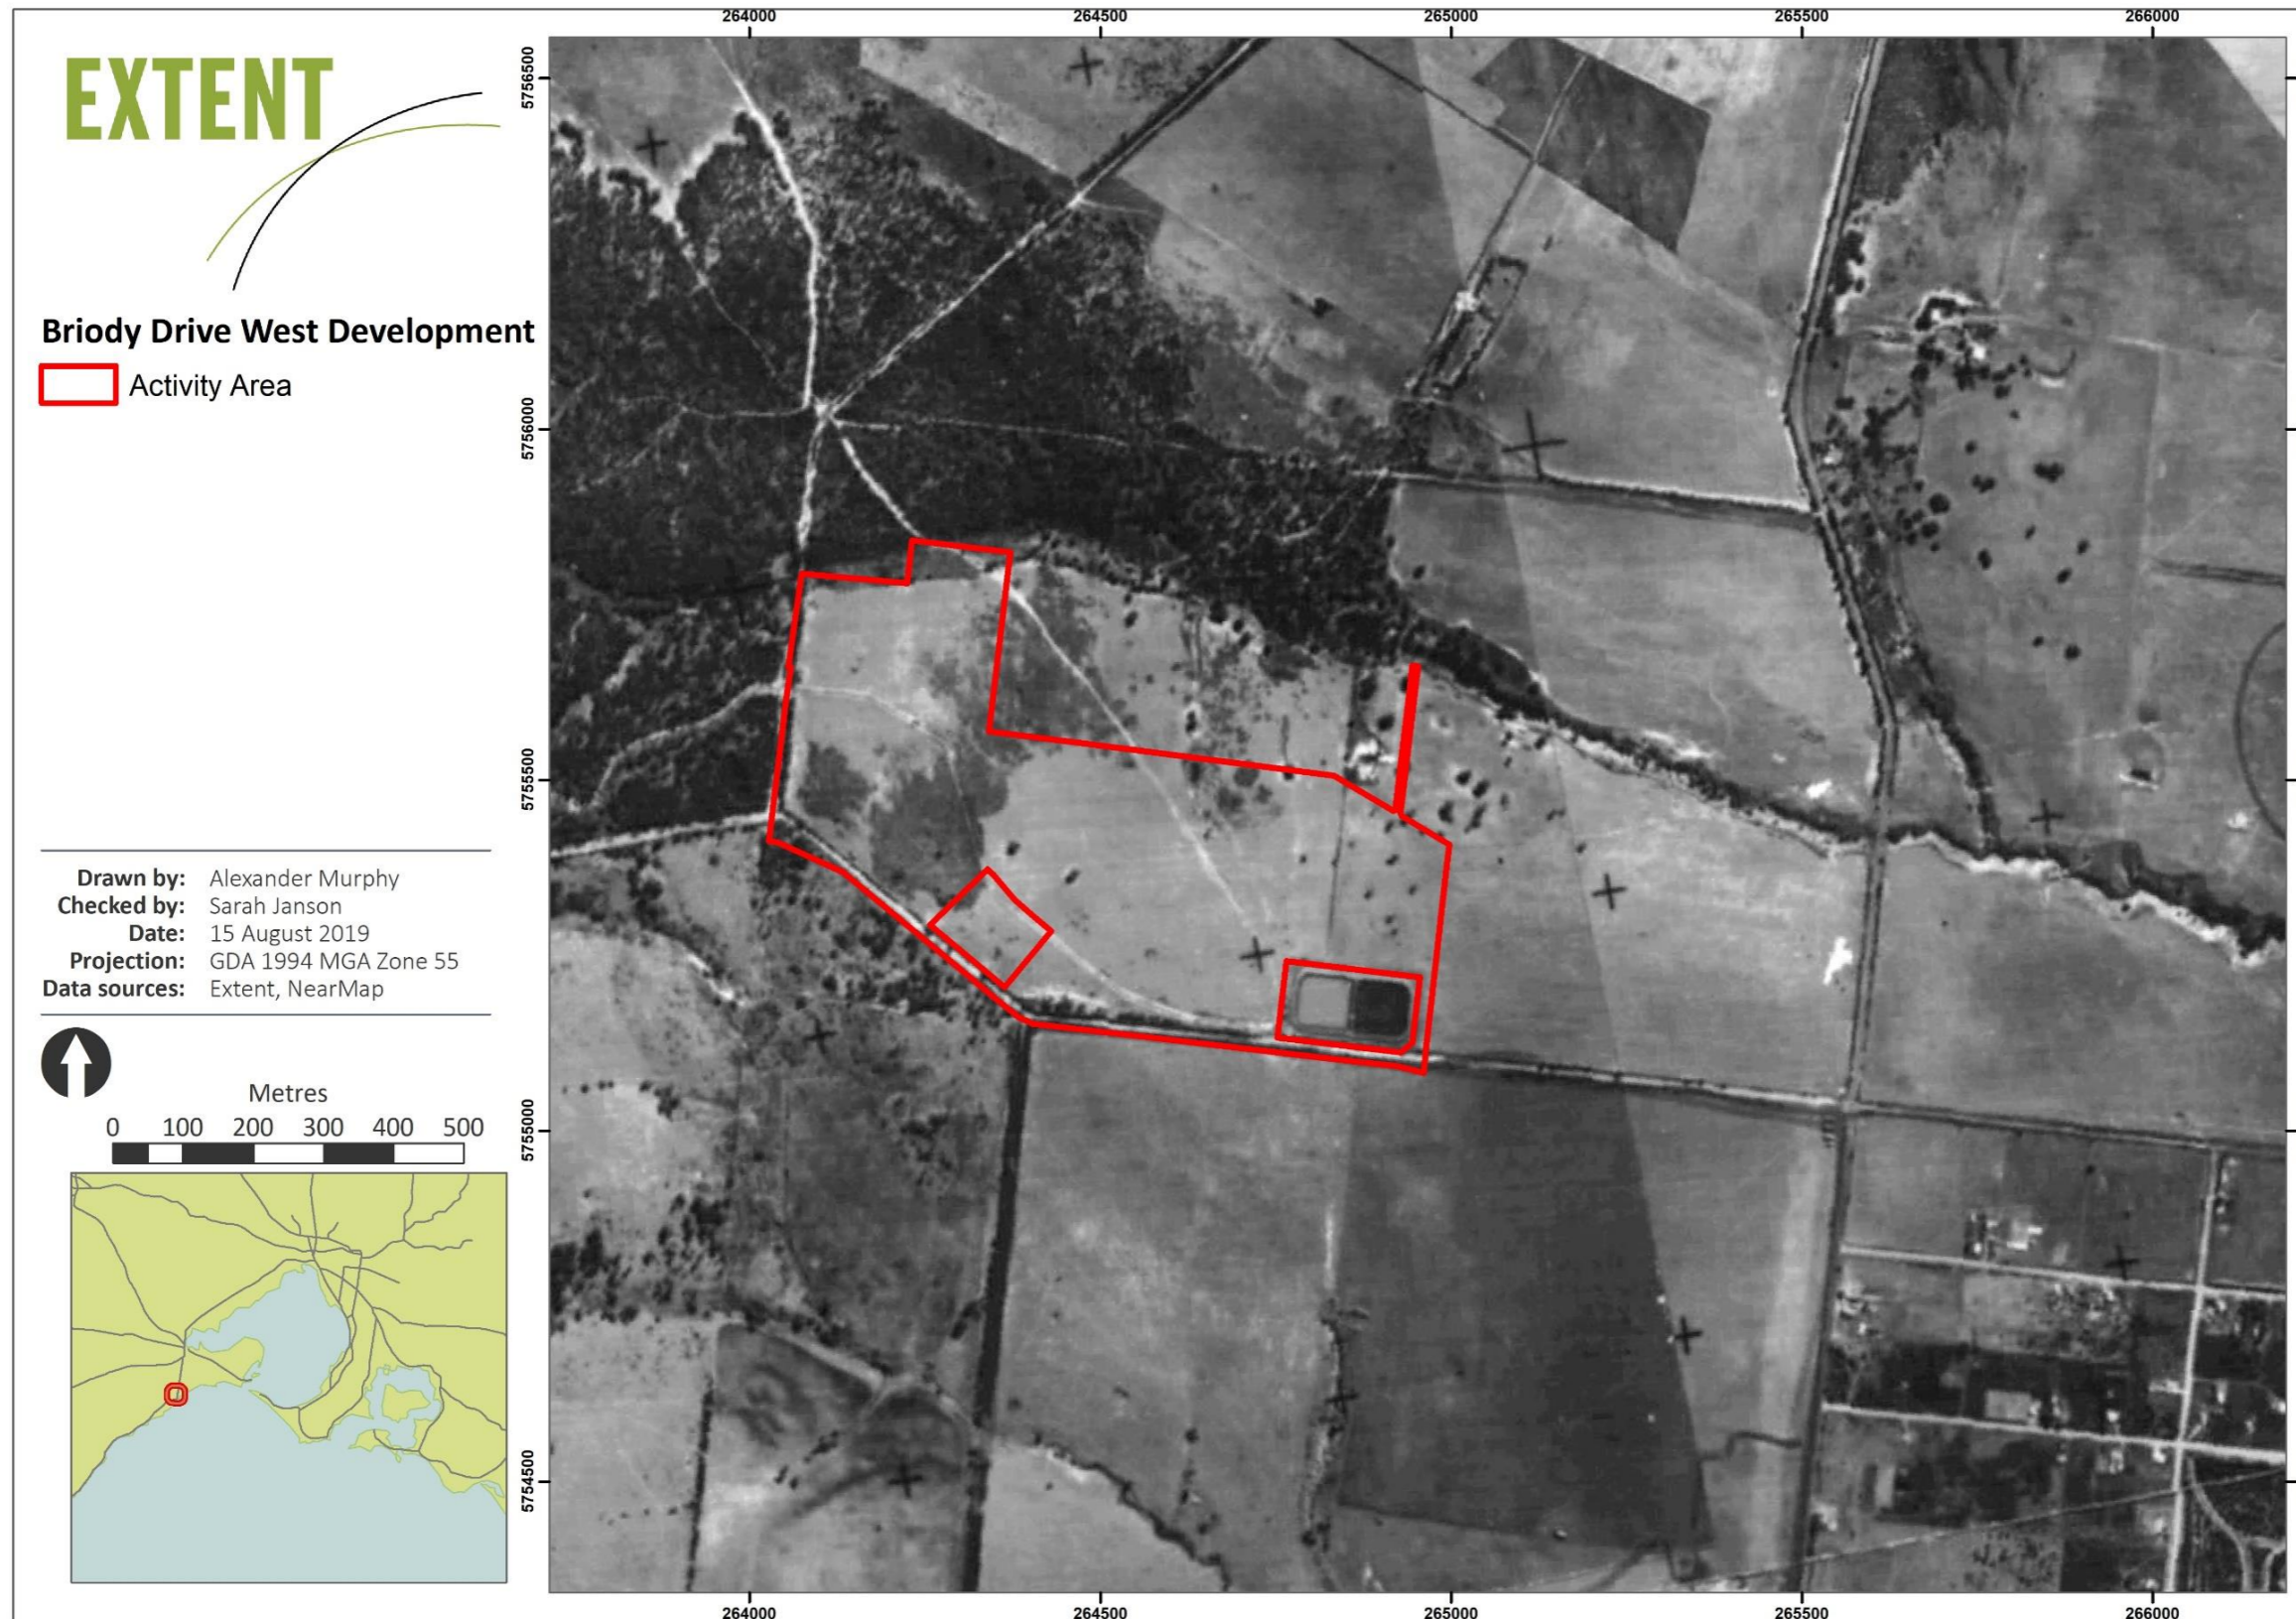 264000 264500 265000 265500 266000
EXTENT
Briody Drive West Development
Activity Area
Drawn by: Alexander Murphy
Checked by: Sarah Janson
Date: 15 August 2019
Projection: GDA 1994 MGA Zone 55
Data sources: Extent, NearMap
Metres
0 100 200 300 400 500
5756500
5756000
5755500
5755000
5754500
264000 264500 265000 265500 266000